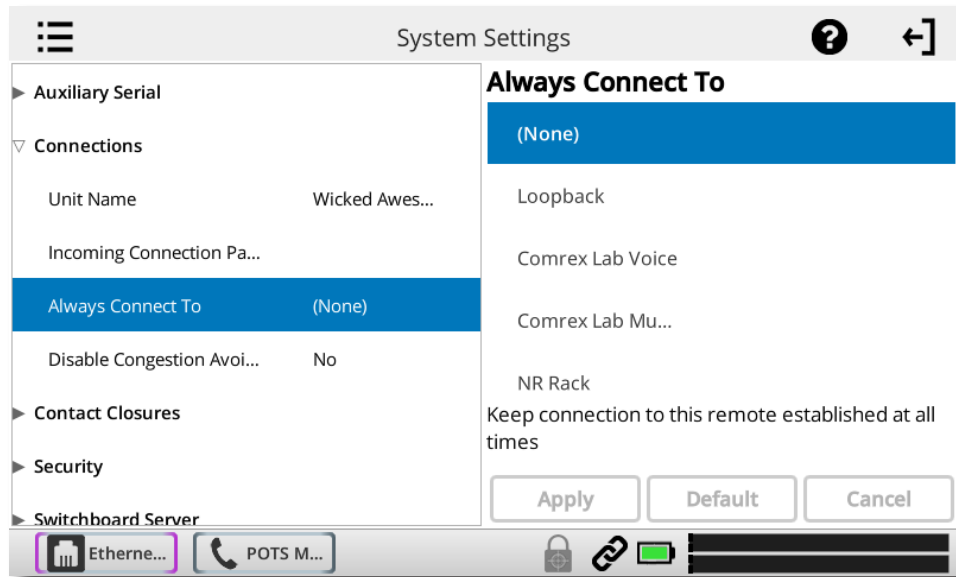 System Settings
Auxiliary Serial
Connections
Unit Name Wicked Awes...
Incoming Connection Pa...
Always Connect To (None)
Disable Congestion Avoi... No
Contact Closures
Security
Switchboard Server
Always Connect To
(None)
Loopback
Comrex Lab Voice
Comrex Lab Mu...
NR Rack
Keep connection to this remote established at all
times
Apply Default Cancel
Etherne... POTS M...